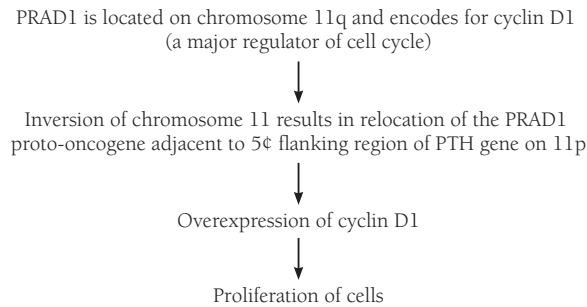 PRAD1 is located on chromosome 11q and encodes for cyclin D1
(a major regulator of cell cycle)
Inversion of chromosome 11 results in relocation of the PRAD1
proto-oncogene adjacent to 5¢ flanking region of PTH gene on 11p
Overexpression of cyclin D1
Proliferation of cells